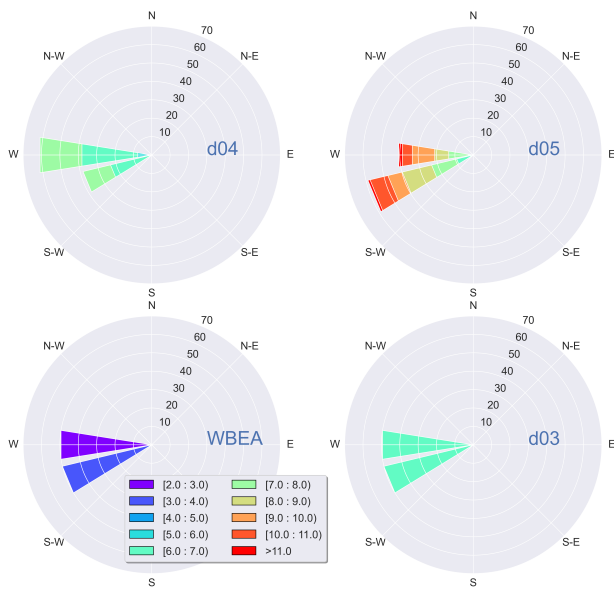 N
N
70
70
60
60
N-W
N-E
N-W
N-E
50
50
40
40
30
30
20
20
10
10
d04
d05
W
E
W
E
S-W
S-E
S-W
S-E
S
S
N
N
70
70
60
60
N-W
N-E
N-W
N-E
50
50
40
40
30
30
20
20
10
10
WBEA
d03
W
E
W
E
[2.0 : 3.0)
[7.0 : 8.0)
[3.0 : 4.0)
[8.0 : 9.0)
[4.0 : 5.0)
[9.0 : 10.0)
[5.0 : 6.0)
[10.0 : 11.0)
[6.0 : 7.0)
>11.0
S-W
S-E
S-W
S-E
S
S